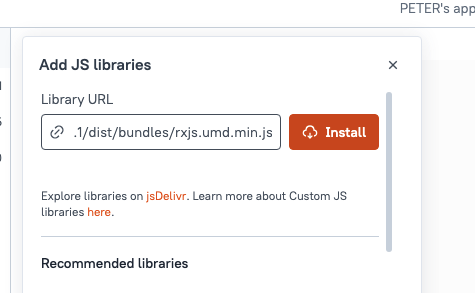 PETER's app
Add JS libraries
Library URL
.1/dist/bundles/rxjs.umd.min.js
Install
Explore libraries on jsDelivr. Learn more about Custom JS
libraries here.
Recommended libraries